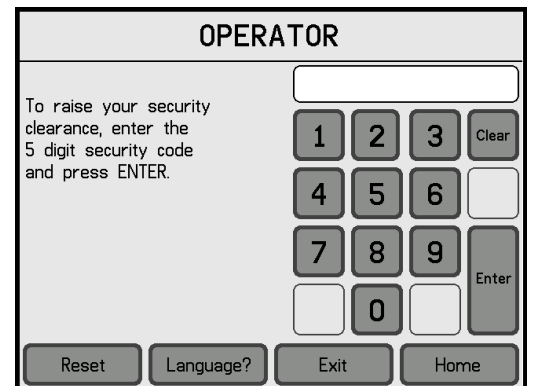 OPERATOR
To raise your security
clearance, enter the
5 digit security code
and press ENTER.
1 2 3 Clear
4 5 6
7 8 9
Enter
0
Reset Language? Exit Home